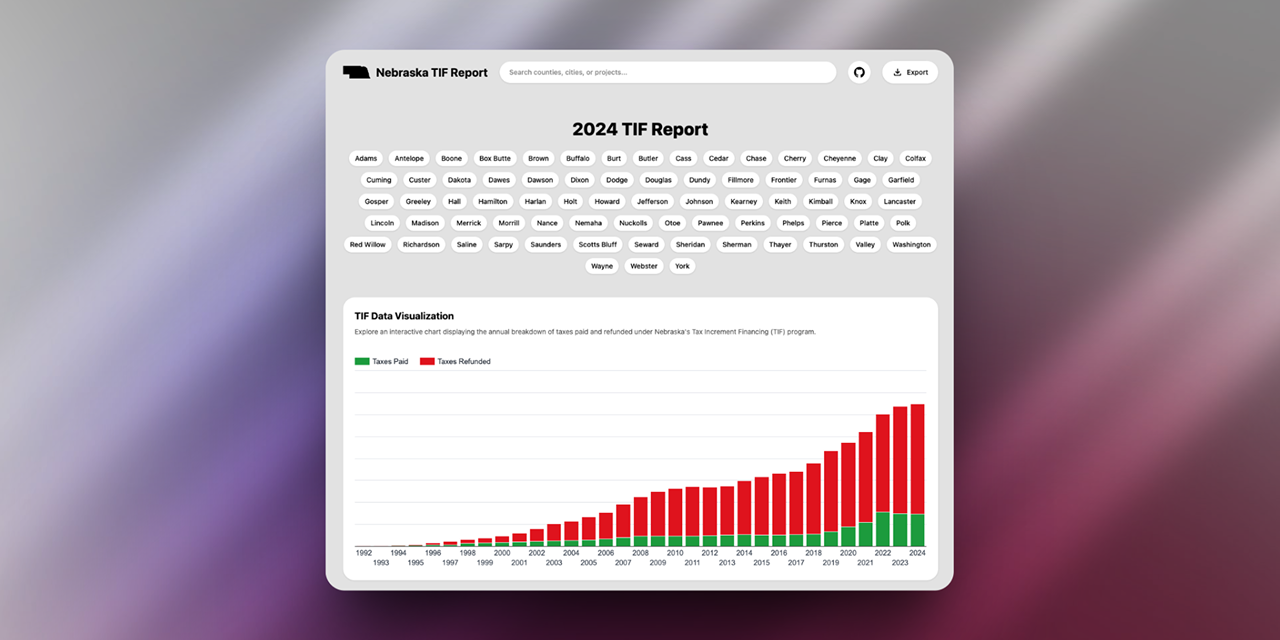 Nebraska TIF Report Search counties, cities, or projects... Export
2024 TIF Report
Adams Antelope Boone Box Butte Brown Buffalo Burt Butler Cass Cedar Chase Cherry Cheyenne Clay Colfax
Cuming Custer Dakota Dawes Dawson Dixon Dodge Douglas Dundy Fillmore Frontier Furnas Gage Garfield
Gosper Greeley Hall Hamilton Harlan Holt Howard Jefferson Johnson Kearney Keith Kimball Knox Lancaster
Lincoln Madison Merrick Morrill Nance Nemaha Nuckolls Otoe Pawnee Perkins Phelps Pierce Platte Polk
Red Willow Richardson Saline Sarpy Saunders Scotts Bluff Seward Sheridan Sherman Thayer Thurston Valley Washington
Wayne Webster York
TIF Data Visualization
Explore an interactive chart displaying the annual breakdown of taxes paid and refunded under Nebraska's Tax Increment Financing (TIF) program.
Taxes Paid Taxes Refunded
1992 1994 1996 1998 2000 2002 2004 2006 2008 2010 2012 2014 2016 2018 2020 2022 2024
1993 1995 1997 1999 2001 2003 2005 2007 2009 2011 2013 2015 2017 2019 2021 2023